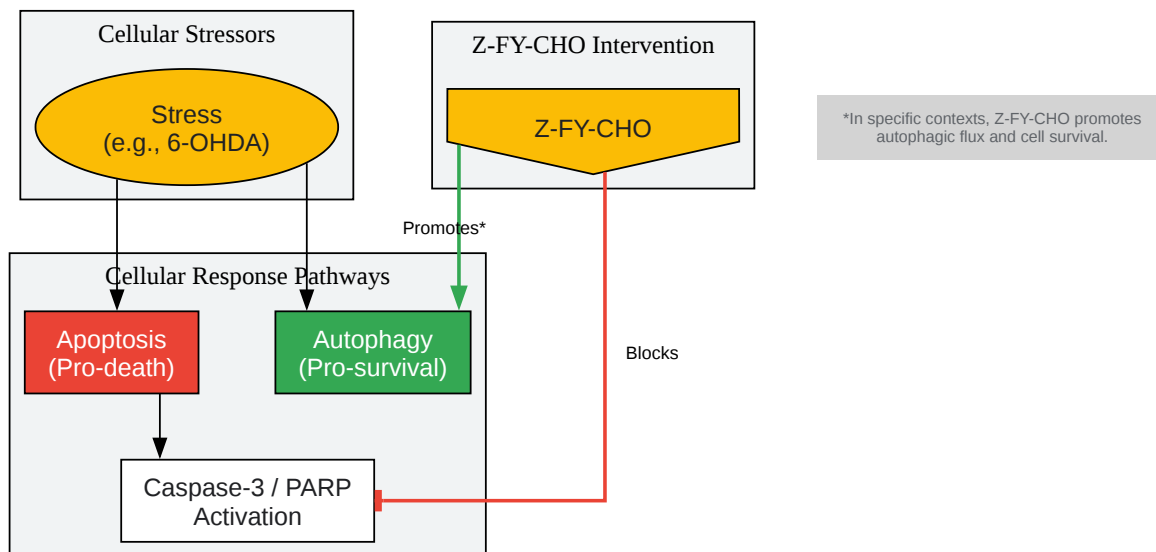 Cellular Stressors
Stress
(e.g., 6-OHDA)
Z-FY-CHO Intervention
Z-FY-CHO
*In specific contexts, Z-FY-CHO promotes
autophagic flux and cell survival.
Promotes*
Cellular Response Pathways
Apoptosis
(Pro-death)
Autophagy
(Pro-survival)
Blocks
Caspase-3 / PARP
Activation